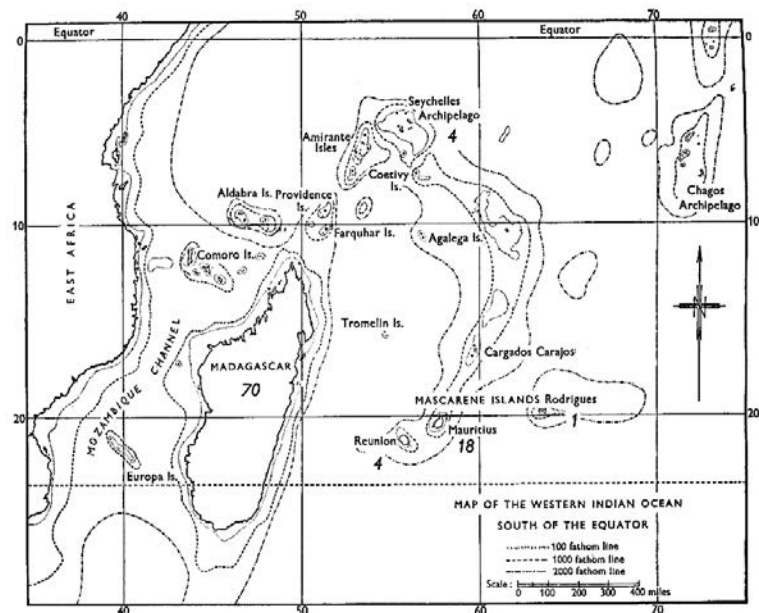 40
50
60
70
0
Equator
Equator
0
Seychelles
Archipelago
4
Amirante
Isles
Coetivy
Is.
Aldabra Is.
Providence
Is.
Chagos
Archipelago
10
10
Farquhar Is.
Agalega Is.
Comoro Is.
EAST AFRICA
MOZAMBIQUE CHANNEL
Tromelin Is.
N
Cargados Carajos
MADAGASCAR
70
MASCARENE ISLANDS
Rodrigues
1
20
20
Mauritius
18
Reunion
4
Europa Is.
MAP OF THE WESTERN INDIAN OCEAN
SOUTH OF THE EQUATOR
100 fathom line
1000 fathom line
2000 fathom line
Scale :
0 100 200 300 400 miles
40
50
60
70